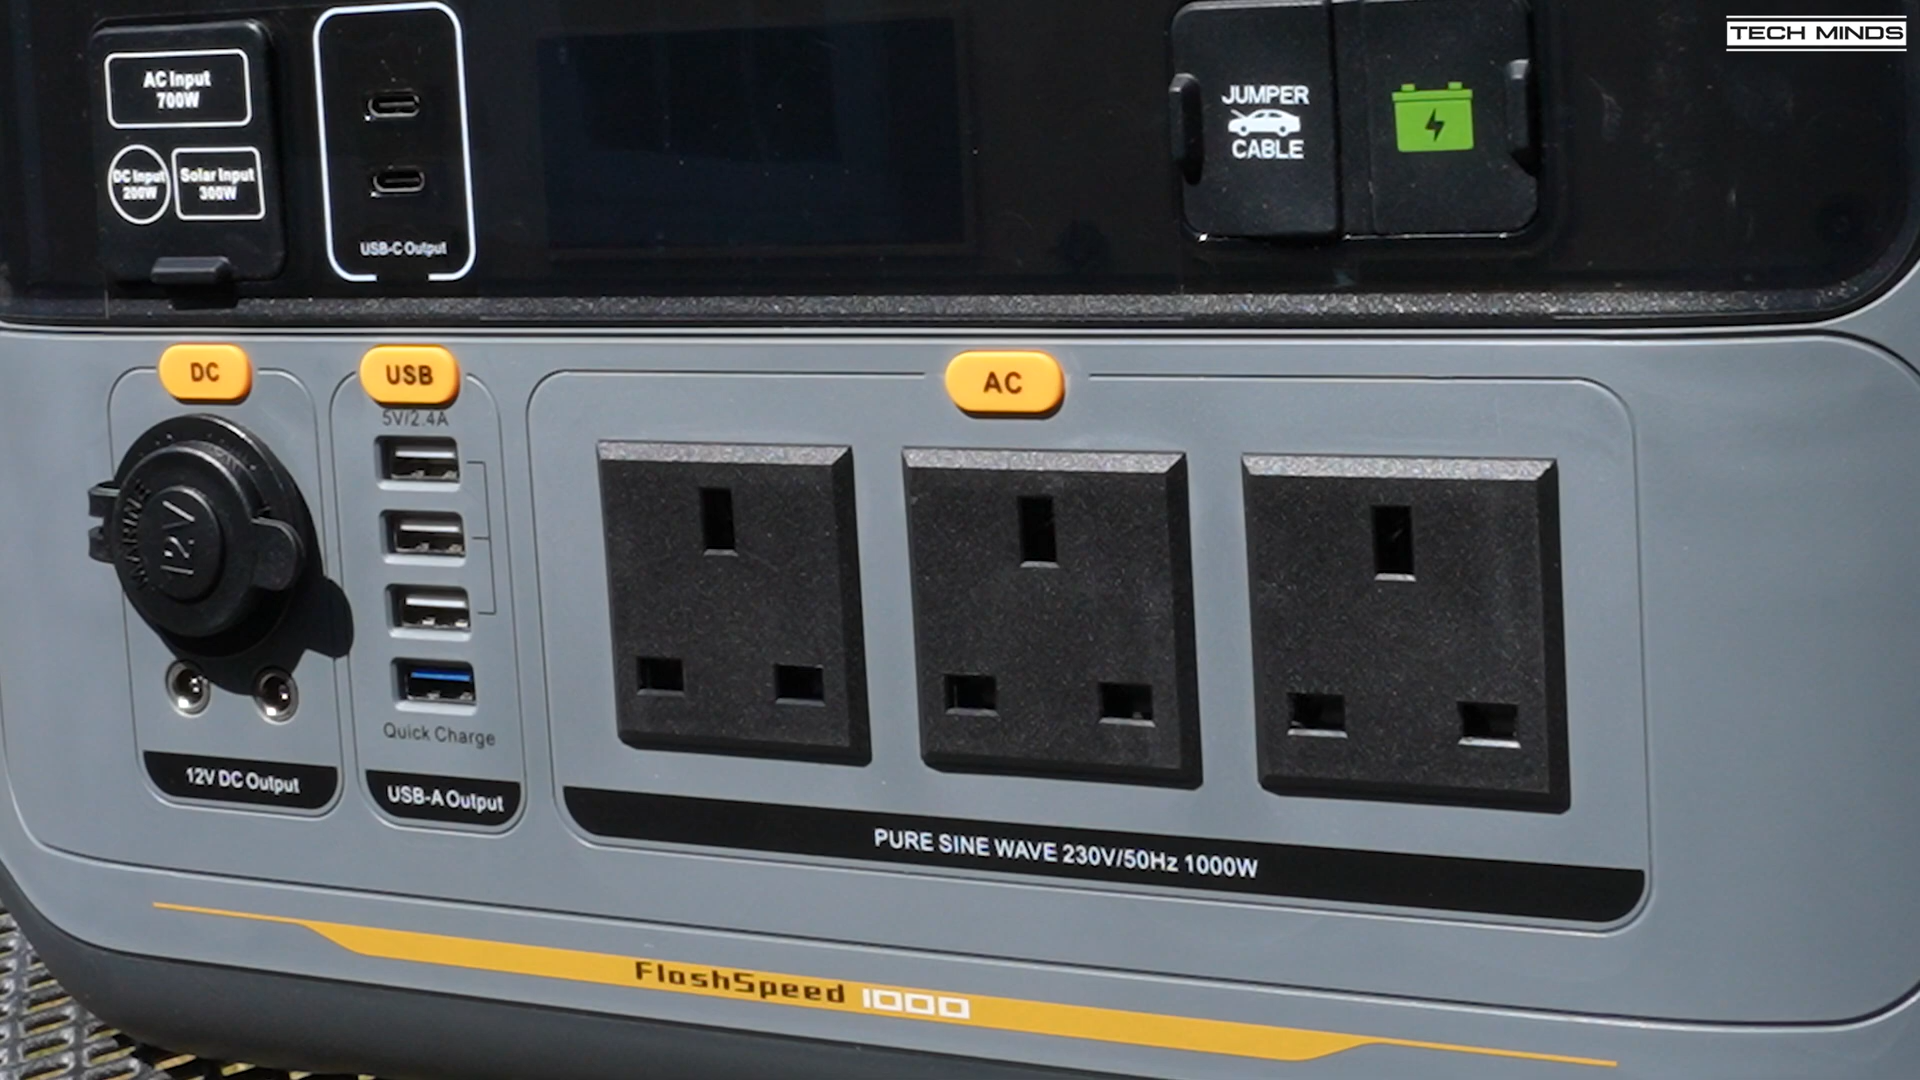 TECH MINDS
AC Input
700W
DC Input
200W
Solar Input
300W
USB-C Output
JUMPER
CABLE
DC
USB
AC
5V/2.4A
MARINE
12V
Quick Charge
12V DC Output
USB-A Output
PURE SINE WAVE 230V/50Hz 1000W
FlashSpeed 1000